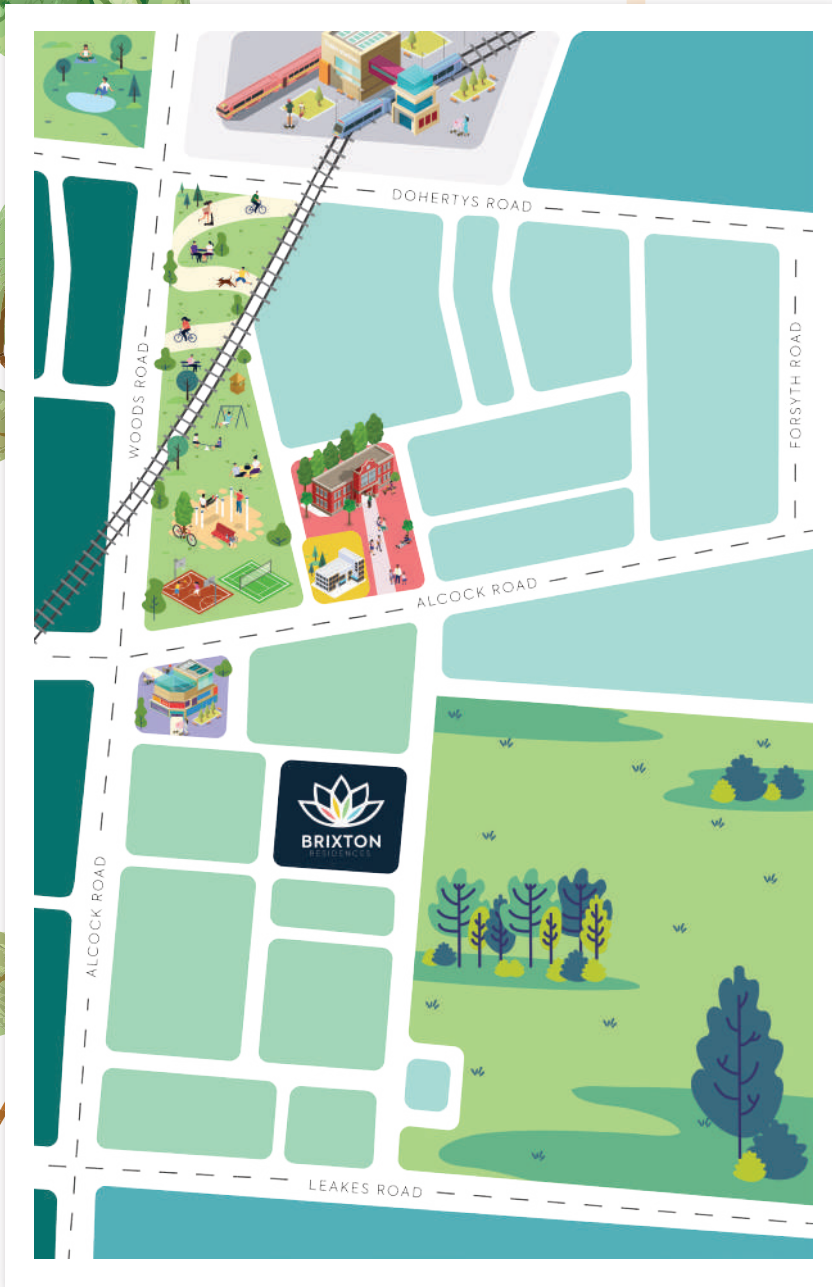 DOHERTYS ROAD
WOODS ROAD
FORSYTH ROAD
ALCOCK ROAD
BRIXTON
RESIDENCES
ALCOCK ROAD
LEAKES ROAD